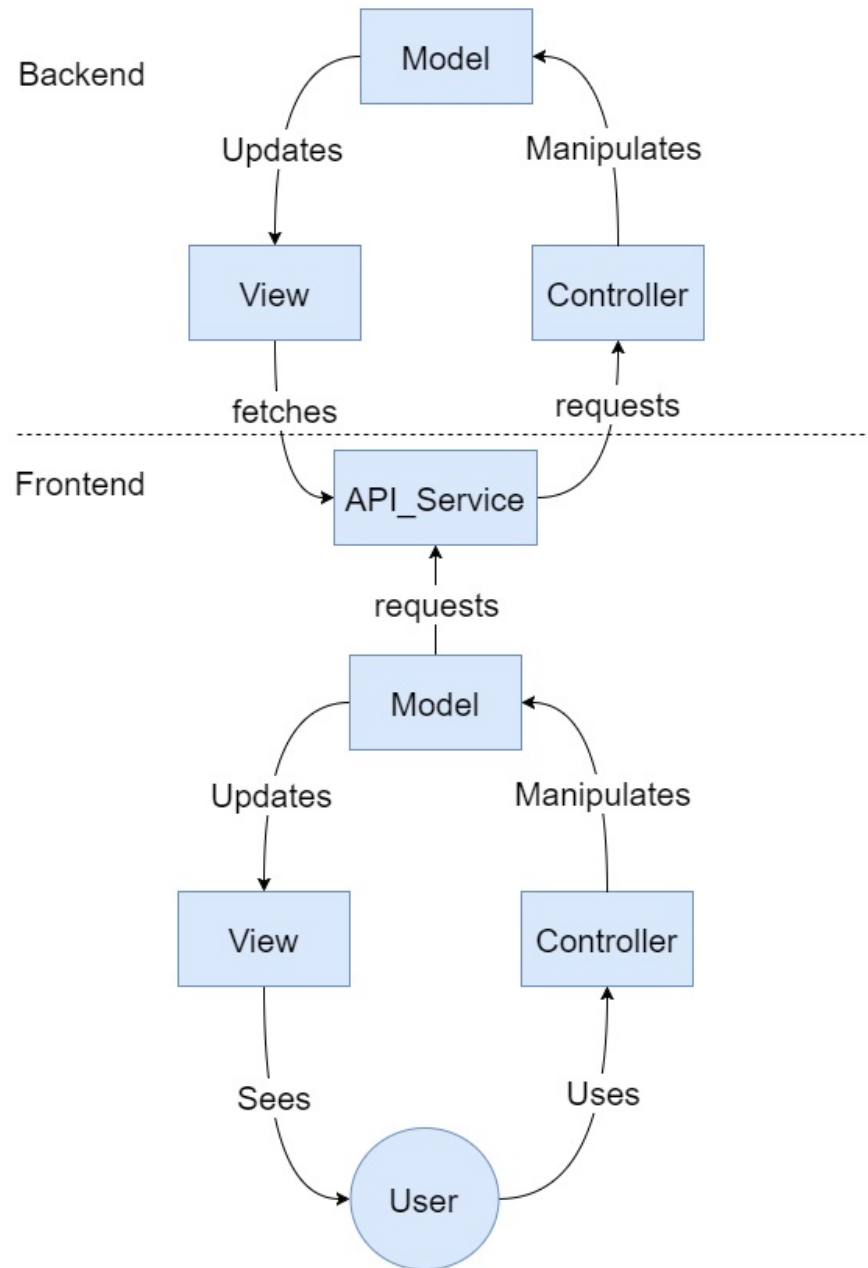 Model
Backend
Updates
Manipulates
View
Controller
fetches
requests
Frontend
API_Service
requests
Model
Updates
Manipulates
View
Controller
Sees
Uses
User